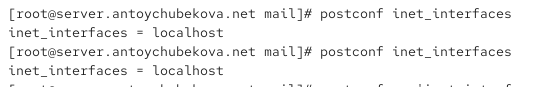 [root@server.antoychubekova.net mail]# postconf inet_interfaces
inet_interfaces = localhost
[root@server.antoychubekova.net mail]# postconf inet_interfaces
inet_interfaces = localhost